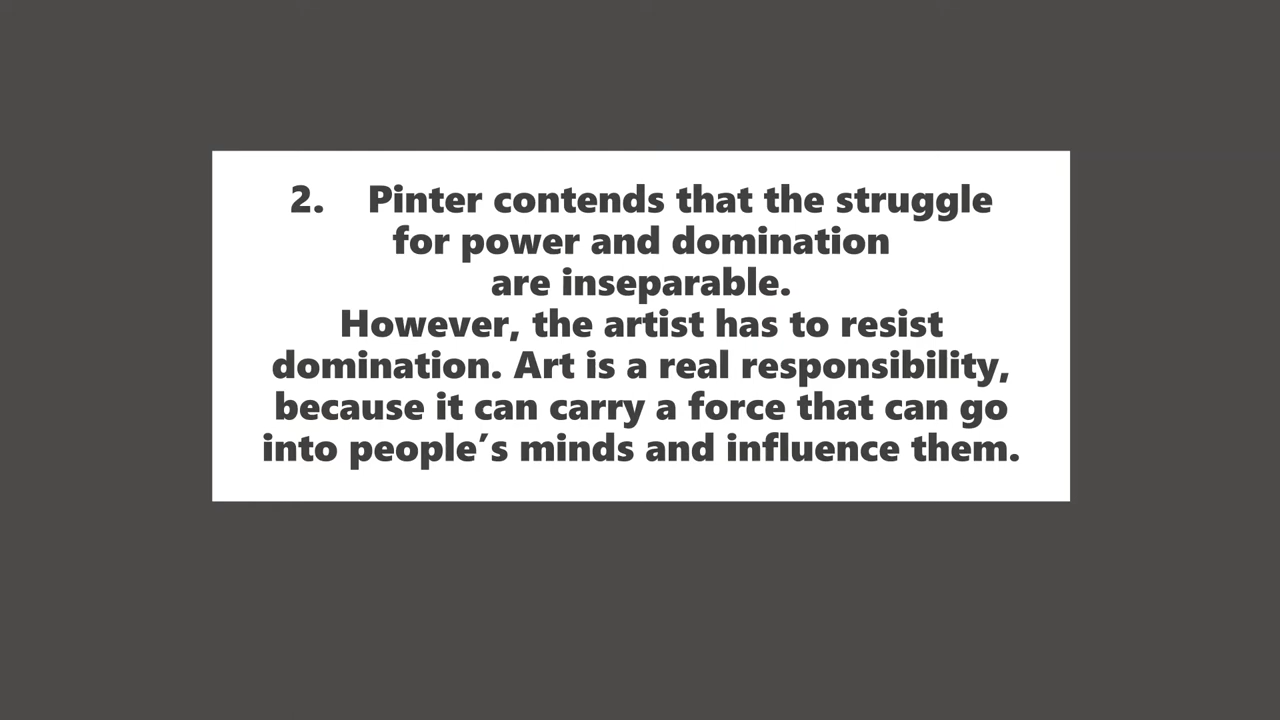 2. Pinter contends that the struggle
for power and domination
are inseparable.
However, the artist has to resist
domination. Art is a real responsibility,
because it can carry a force that can go
into people’s minds and influence them.